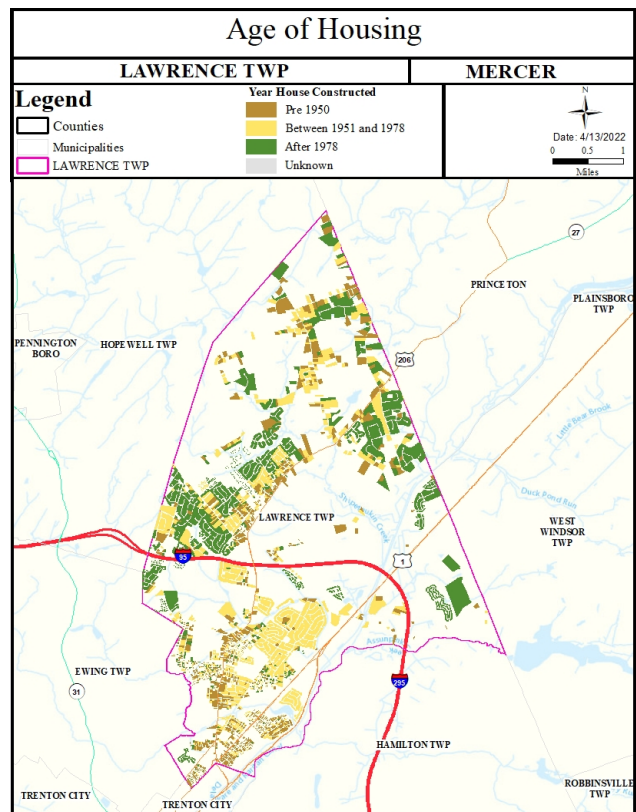 Age of Housing
LAWRENCE TWP
MERCER
Legend
Counties
Municipalities
LAWRENCE TWP
Year House Constructed
Pre 1950
Between 1951 and 1978
After 1978
Unknown
N
Date: 4/13/2022
0 0.5 1
Miles
27
PRINCETON
PLAINSBORO
TWP
PENNINGTON
BORO
HOPEWELL TWP
206
Little Bear Brook
Duck Pond Run
Shipetaukin Creek
LAWRENCE TWP
WEST
WINDSOR
TWP
95
1
EWING TWP
31
295
HAMILTON TWP
ROBBINSVILLE
TWP
TRENTON CITY
TRENTON CITY